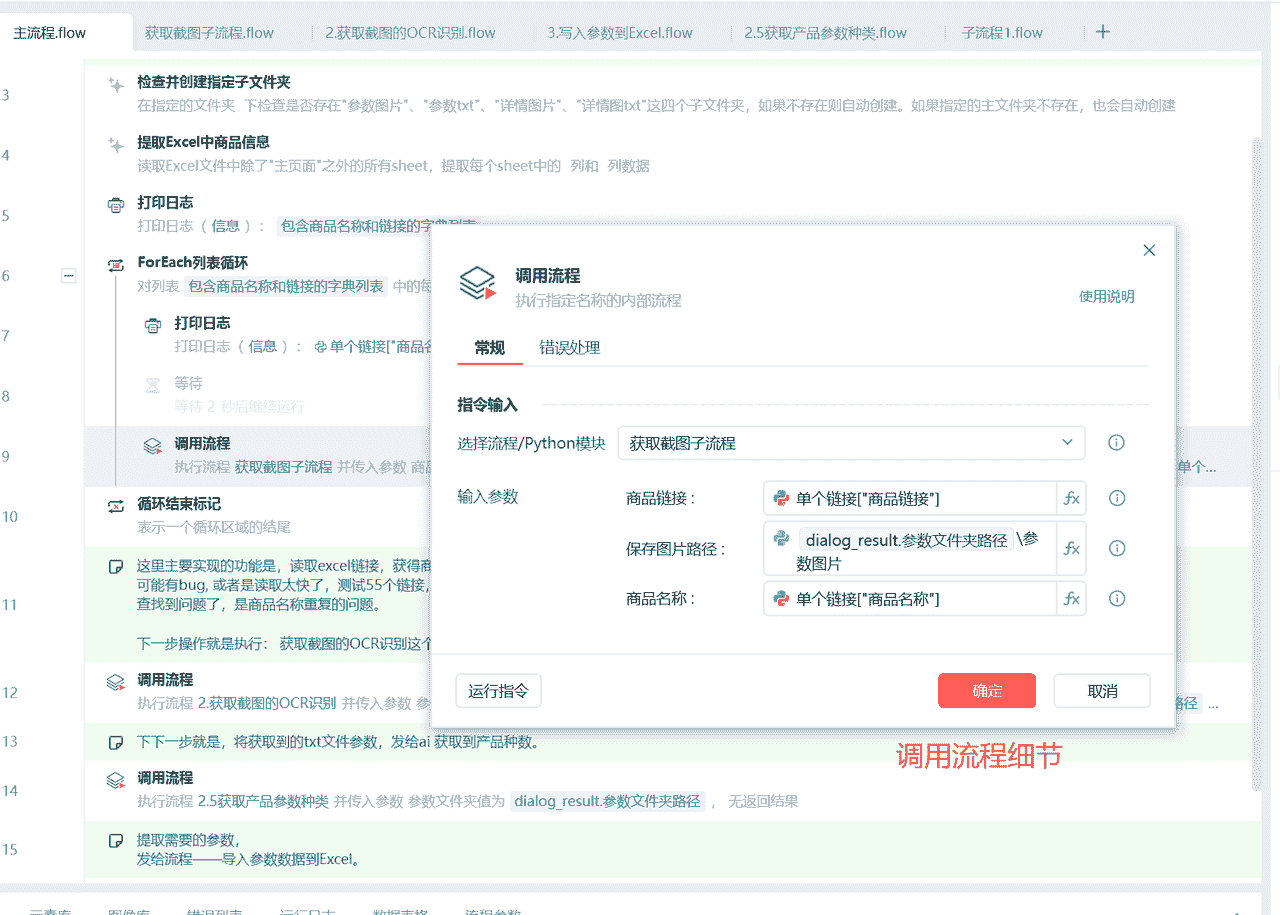 主流程.flow
获取截图子流程.flow
2.获取截图的OCR识别.flow
3.写入参数到Excel.flow
2.5获取产品参数种类.flow
子流程1.flow
3
检查并创建指定子文件夹
在指定的文件夹 下检查是否存在"参数图片"、"参数txt"、"详情图片"、"详情图txt"这四个子文件夹，如果不存在则自动创建。如果指定的主文件夹不存在，也会自动创建
4
提取Excel中商品信息
读取Excel文件中除了"主页面"之外的所有sheet，提取每个sheet中的 列和 列数据
5
打印日志
打印日志（ 信息 ）： 包含商品名称和链接的字典列表
6
ForEach列表循环
对列表 包含商品名称和链接的字典列表 中的每
7
打印日志
打印日志（ 信息 ）： 单个链接["商品名
8
等待
等待 2 秒后继续运行
9
调用流程
执行流程 获取截图子流程 并传入参数 商品
单个...
10
循环结束标记
表示一个循环区域的结尾
11
这里主要实现的功能是，读取excel链接，获得商
可能有bug, 或者是读取太快了，测试55个链接，
查找到问题了，是商品名称重复的问题。
下一步操作就是执行： 获取截图的OCR识别这个
12
调用流程
执行流程 2.获取截图的OCR识别 并传入参数 参
路径 ...
13
下下一步就是，将获取到的txt文件参数，发给ai 获取到产品种数。
14
调用流程
执行流程 2.5获取产品参数种类 并传入参数 参数文件夹值为 dialog_result.参数文件夹路径 ， 无返回结果
15
提取需要的参数，
发给流程——导入参数数据到Excel。
调用流程
执行指定名称的内部流程
使用说明
常规
错误处理
指令输入
选择流程/Python模块
获取截图子流程
输入参数
商品链接：
单个链接["商品链接"]
fx
保存图片路径：
dialog_result.参数文件夹路径 \参
数图片
fx
商品名称：
单个链接["商品名称"]
fx
运行指令
确定
取消
调用流程细节
元素库
图像库
错误列表
运行日志
数据表格
流程参数